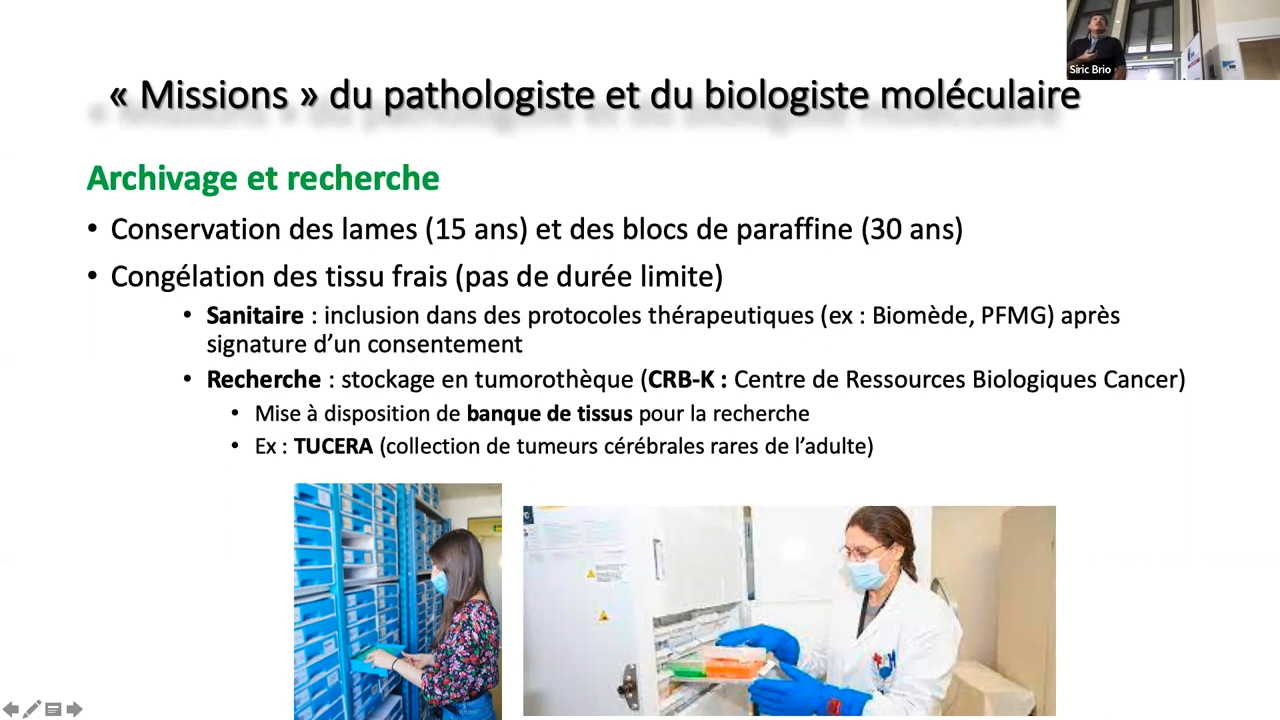 Siric Brio
« Missions » du pathologiste et du biologiste moléculaire
Archivage et recherche
• Conservation des lames (15 ans) et des blocs de paraffine (30 ans)
• Congélation des tissu frais (pas de durée limite)
• Sanitaire : inclusion dans des protocoles thérapeutiques (ex : Biomède, PFMG) après
signature d’un consentement
• Recherche : stockage en tumorothèque (CRB-K : Centre de Ressources Biologiques Cancer)
• Mise à disposition de banque de tissus pour la recherche
• Ex : TUCERA (collection de tumeurs cérébrales rares de l’adulte)